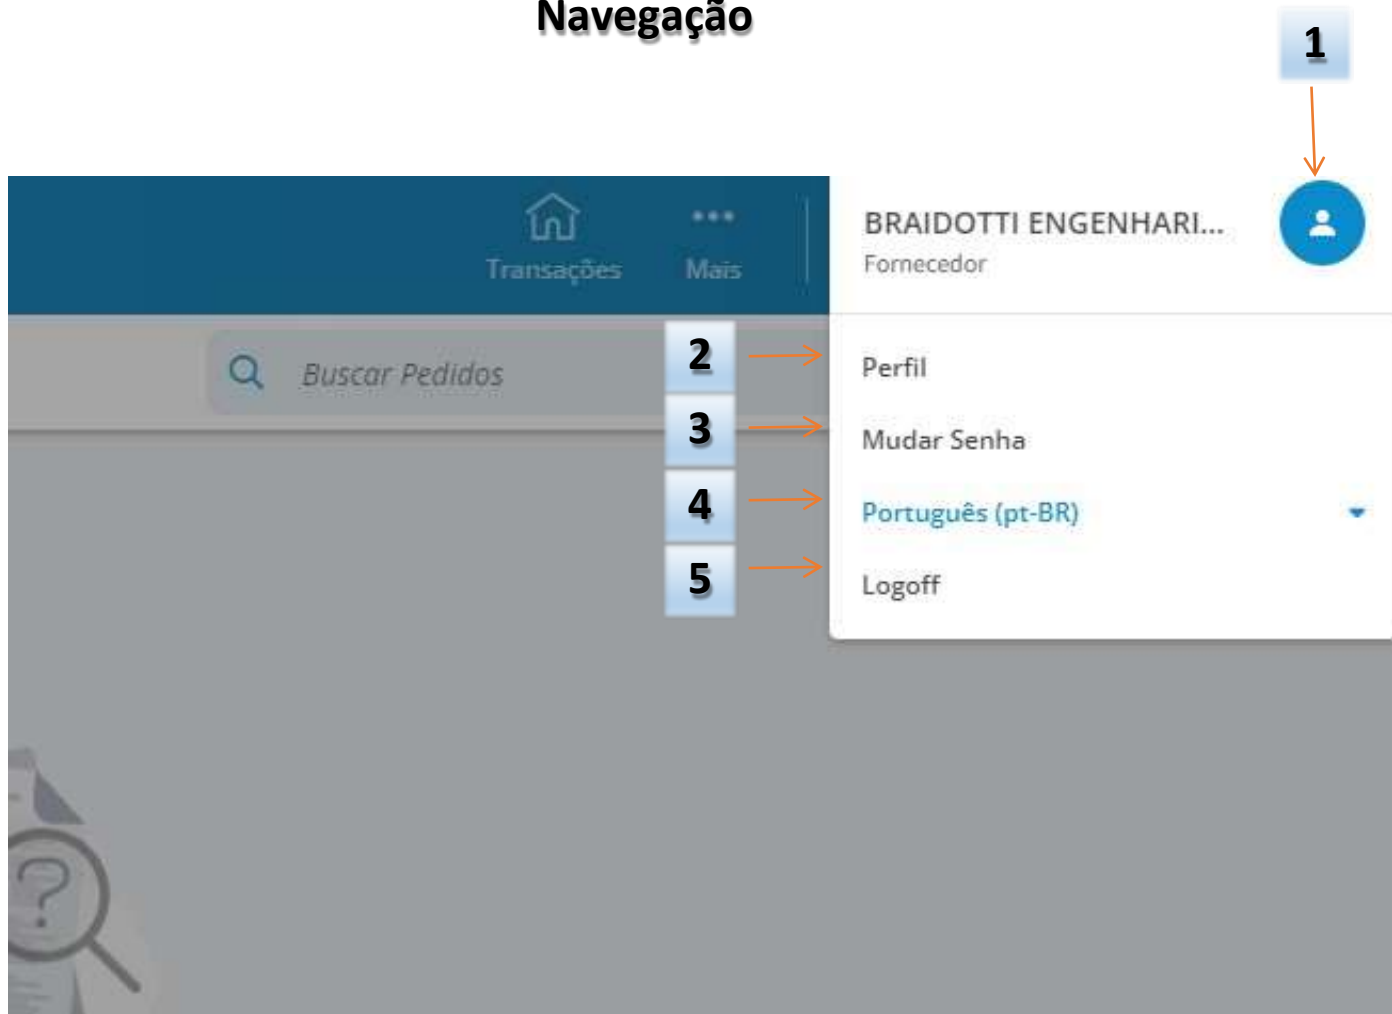 Navegação
1
Transações
Mais
BRAIDOTTI ENGENHARI...
Fornecedor
Buscar Pedidos
2
Perfil
3
Mudar Senha
4
Português (pt-BR)
5
Logoff
?